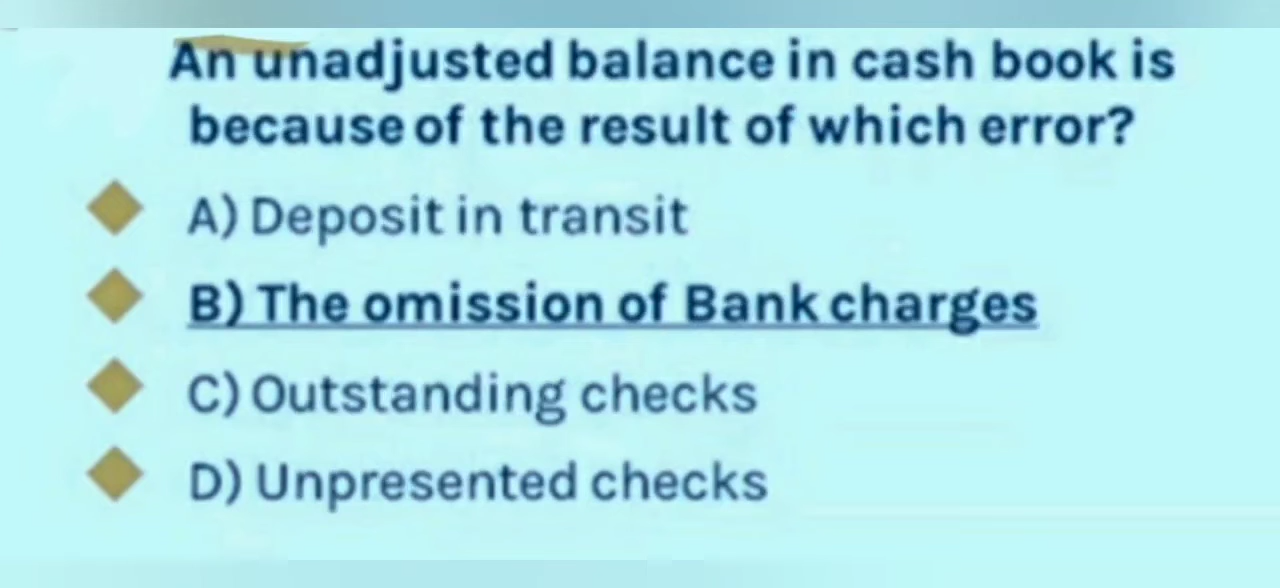 An unadjusted balance in cash book is
because of the result of which error?
A) Deposit in transit
B) The omission of Bank charges
C) Outstanding checks
D) Unpresented checks